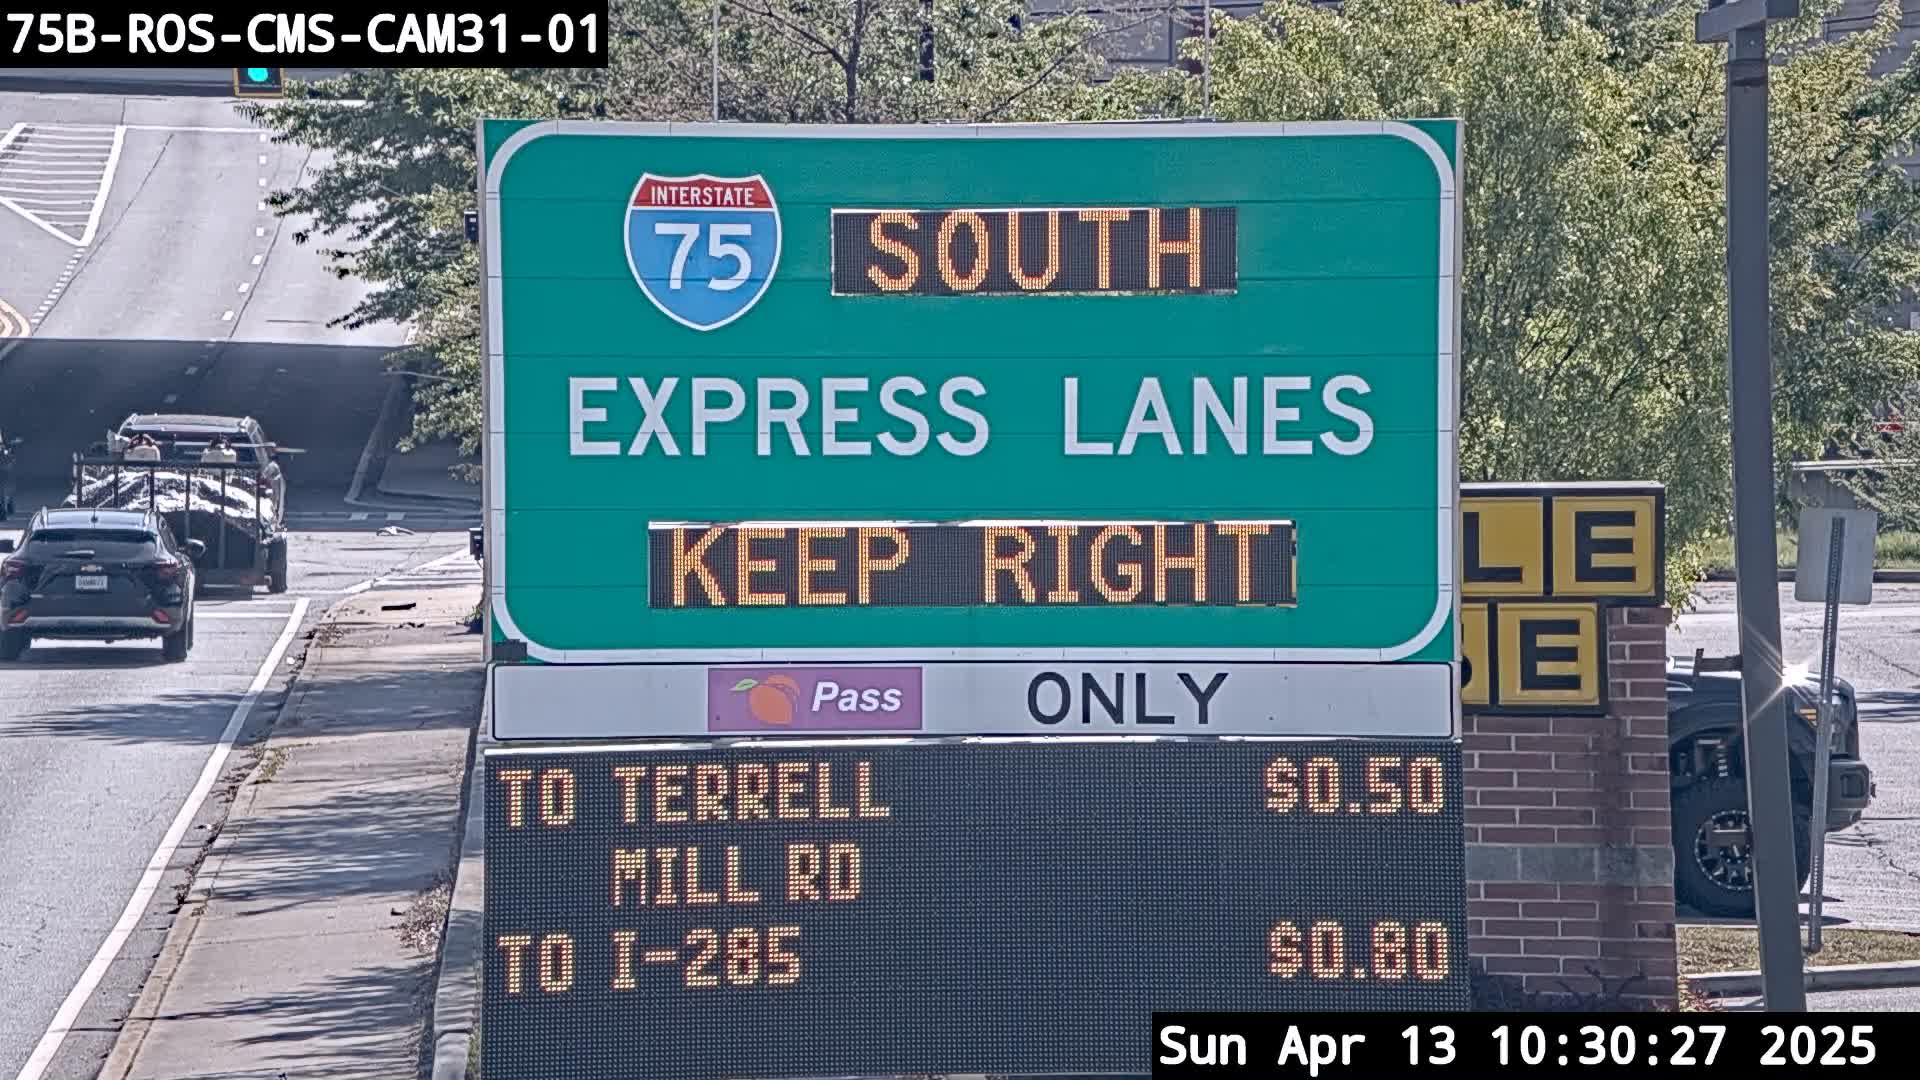 75B-ROS-CMS-CAM31-01
INTERSTATE
75
SOUTH
EXPRESS LANES
KEEP RIGHT
LE
E
Pass ONLY
TO TERRELL $0.50
MILL RD
TO I-285 $0.80
Sun Apr 13 10:30:27 2025